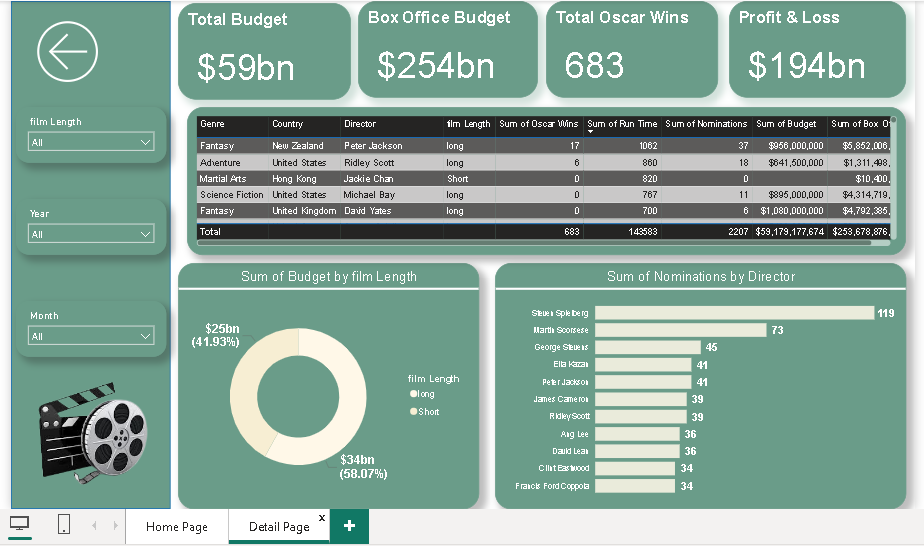 Total Budget
$59bn
Box Office Budget
$254bn
Total Oscar Wins
683
Profit & Loss
$194bn
film Length
All
Year
All
Month
All
Genre Country Director film Length Sum of Oscar Wins Sum of Run Time Sum of Nominations Sum of Budget Sum of Box O
Fantasy New Zealand Peter Jackson long 17 1062 37 $956,000,000 $5,852,006,
Adventure United States Ridley Scott long 6 860 18 $641,500,000 $1,311,498,
Martial Arts Hong Kong Jackie Chan Short 0 820 0 $10,400,
Science Fiction United States Michael Bay long 0 767 11 $895,000,000 $4,314,719,
Fantasy United Kingdom David Yates long 0 700 6 $1,080,000,000 $4,792,385,
Total 683 143583 2207 $59,179,177,674 $253,678,876,
Sum of Budget by film Length
$25bn
(41.93%)
$34bn
(58.07%)
film Length
long
Short
Sum of Nominations by Director
Steven Spielberg 119
Martin Scorsese 73
George Stevens 45
Elia Kazan 41
Peter Jackson 41
James Cameron 39
Ridley Scott 39
Ang Lee 36
David Lean 36
Clint Eastwood 34
Francis Ford Coppola 34
Home Page
Detail Page x
+